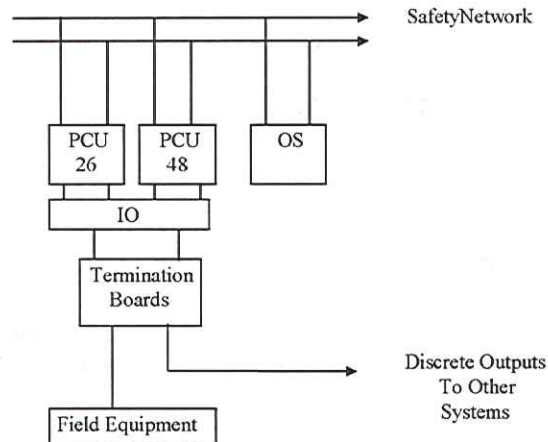 SafetyNetwork
PCU
26
PCU
48
OS
IO
Termination
Boards
Discrete Outputs
To Other
Systems
Field Equipment